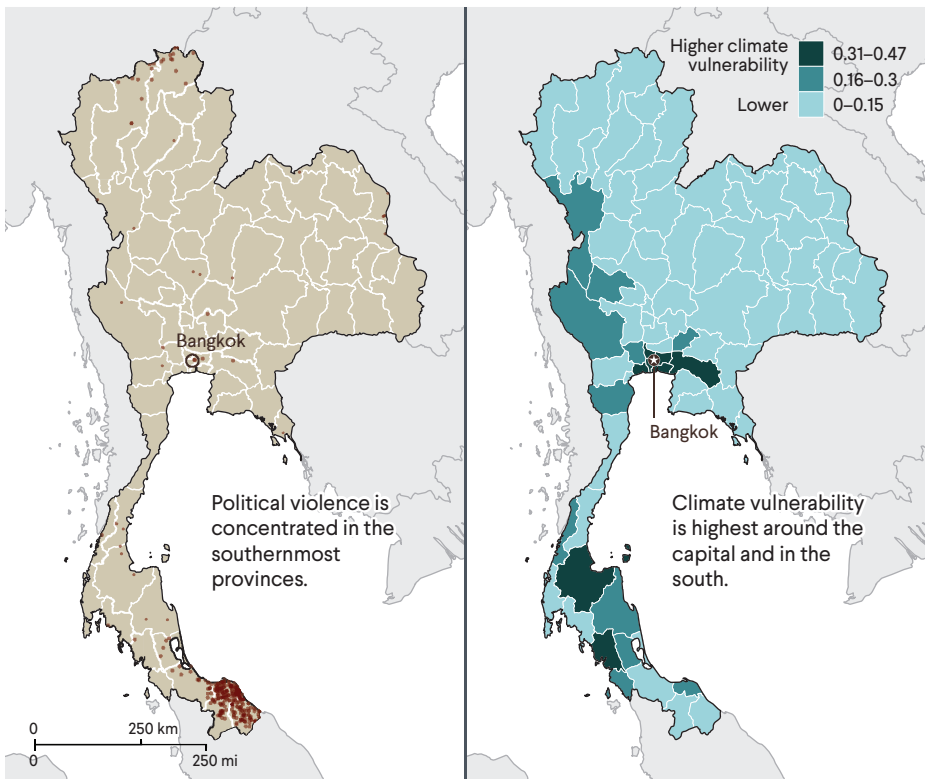 Bangkok
Political violence is
concentrated in the
southernmost
provinces.
0
250 km
0
250 mi
Higher climate
vulnerability
Lower
0.31–0.47
0.16–0.3
0–0.15
Bangkok
Climate vulnerability
is highest around the
capital and in the
south.